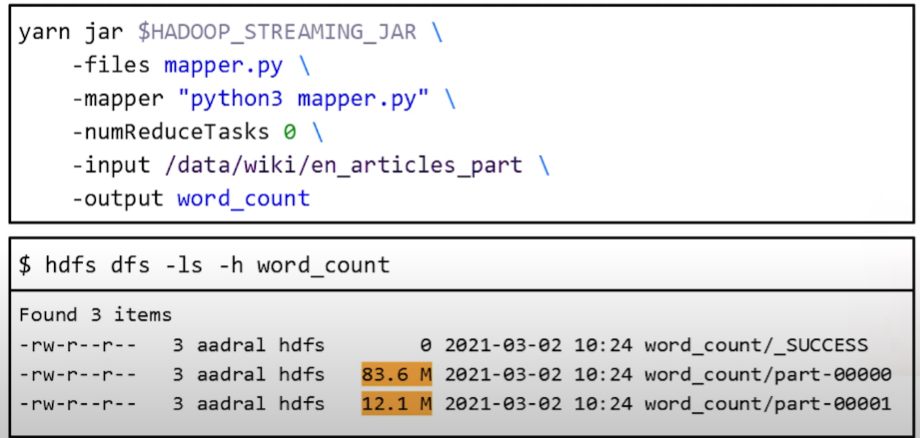 yarn jar $HADOOP_STREAMING_JAR \
-files mapper.py \
-mapper "python3 mapper.py" \
-numReduceTasks 0 \
-input /data/wiki/en_articles_part \
-output word_count
$ hdfs dfs -ls -h word_count
Found 3 items
-rw-r--r-- 3 aadral hdfs 0 2021-03-02 10:24 word_count/_SUCCESS
-rw-r--r-- 3 aadral hdfs 83.6 M 2021-03-02 10:24 word_count/part-00000
-rw-r--r-- 3 aadral hdfs 12.1 M 2021-03-02 10:24 word_count/part-00001